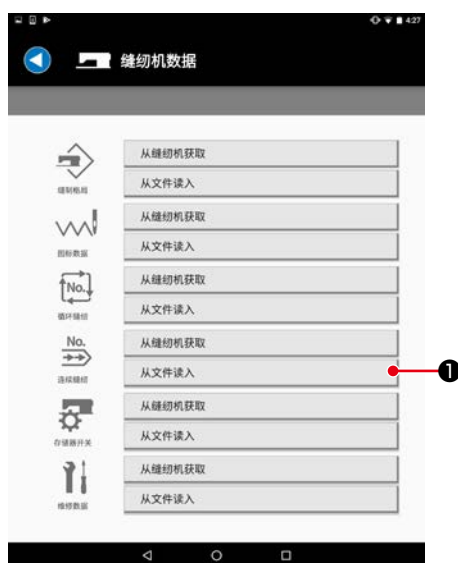 4:27
缝纫机数据
从缝纫机获取
从文件读入
缝制格局
从缝纫机获取
从文件读入
图标数据
No.
从缝纫机获取
从文件读入
循环缝纫
No.
从缝纫机获取
从文件读入
❶
连续缝纫
从缝纫机获取
从文件读入
存储器开关
从缝纫机获取
从文件读入
维修数据